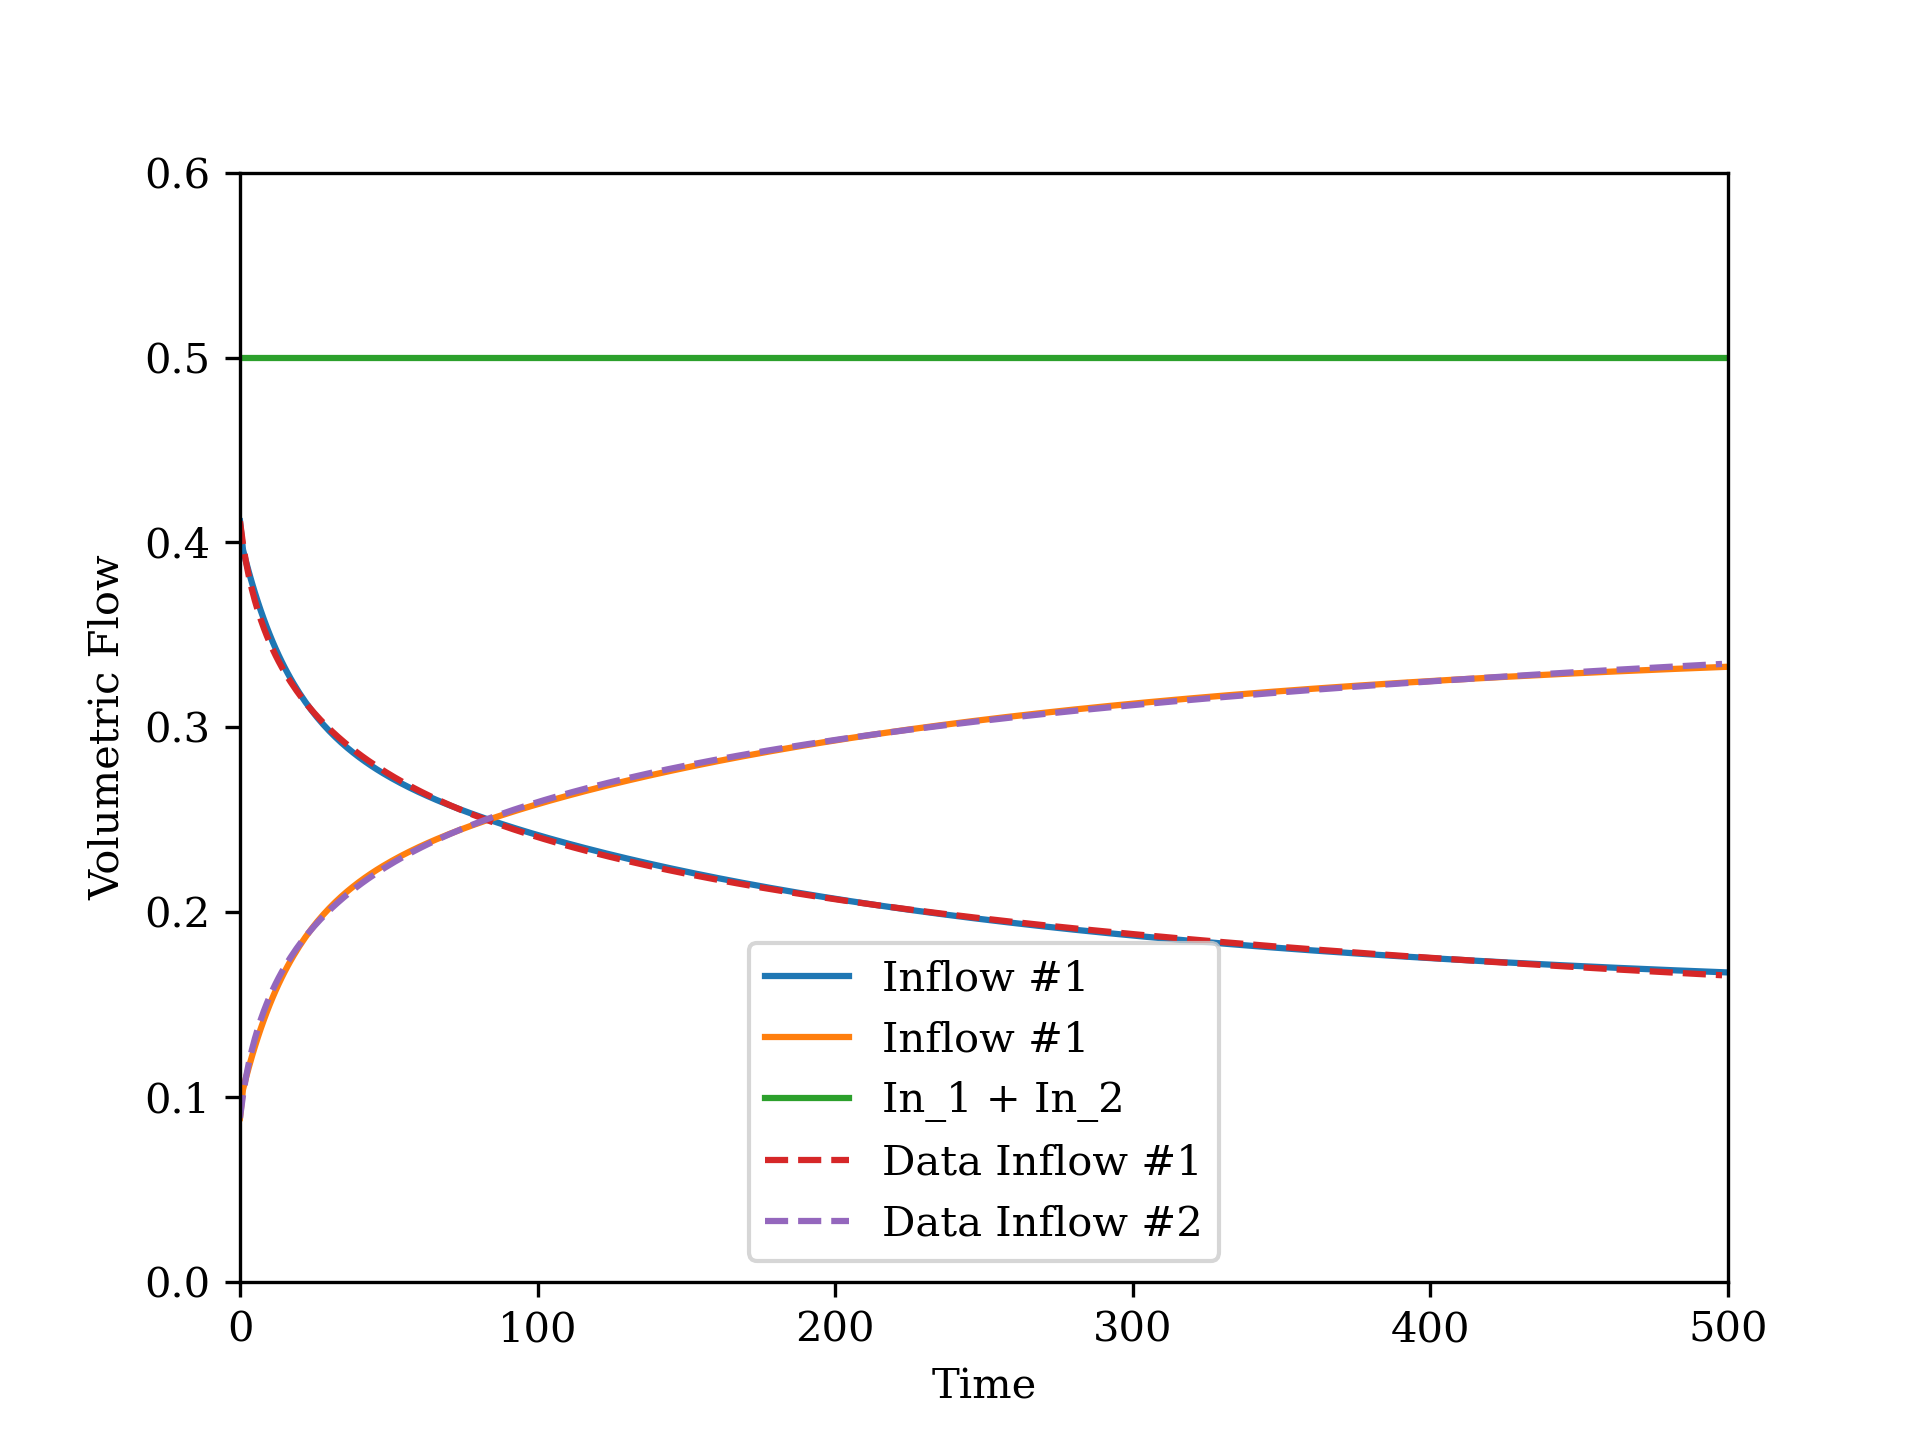 0.6
0.5
0.4
0.3
0.2
0.1
0.0
Volumetric Flow
Inflow #1
Inflow #1
In_1 + In_2
Data Inflow #1
Data Inflow #2
0 100 200 300 400 500
Time